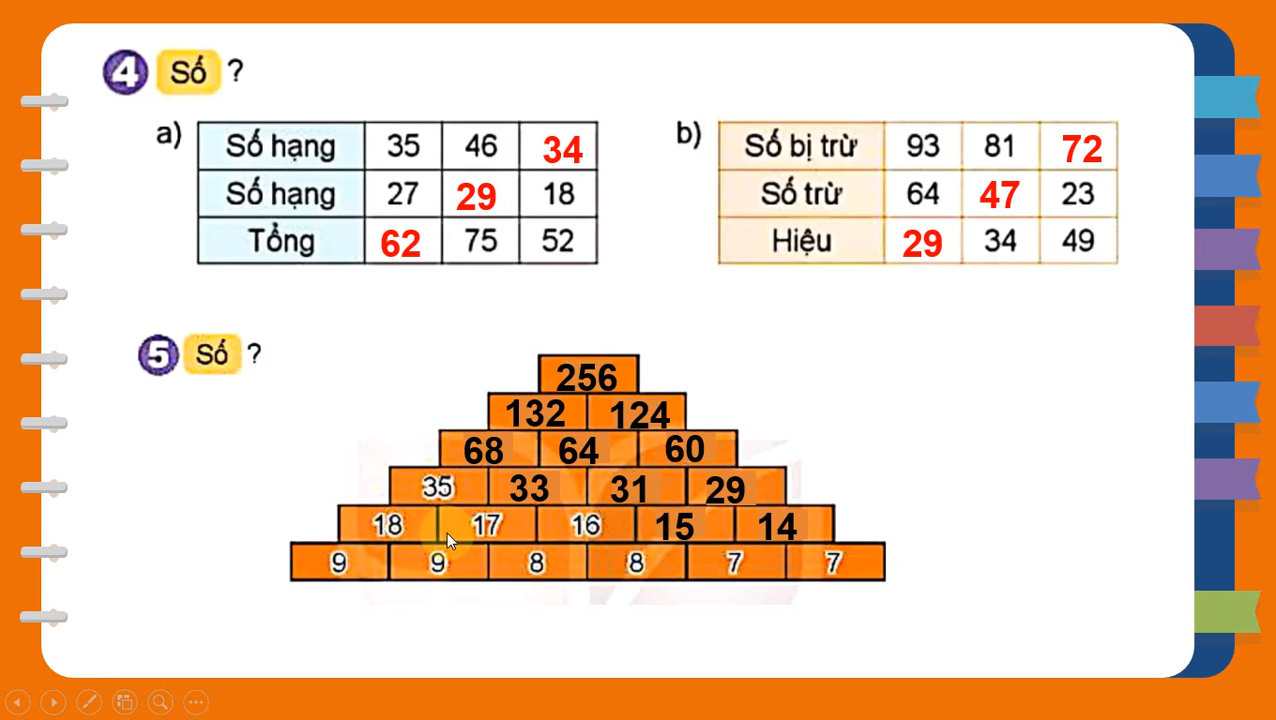 4 Số ?
a)
Số hạng 35 46 34
Số hạng 27 29 18
Tổng 62 75 52
b)
Số bị trừ 93 81 72
Số trừ 64 47 23
Hiệu 29 34 49
5 Số ?
256
132 124
68 64 60
35 33 31 29
18 17 16 15 14
9 9 8 8 7 7